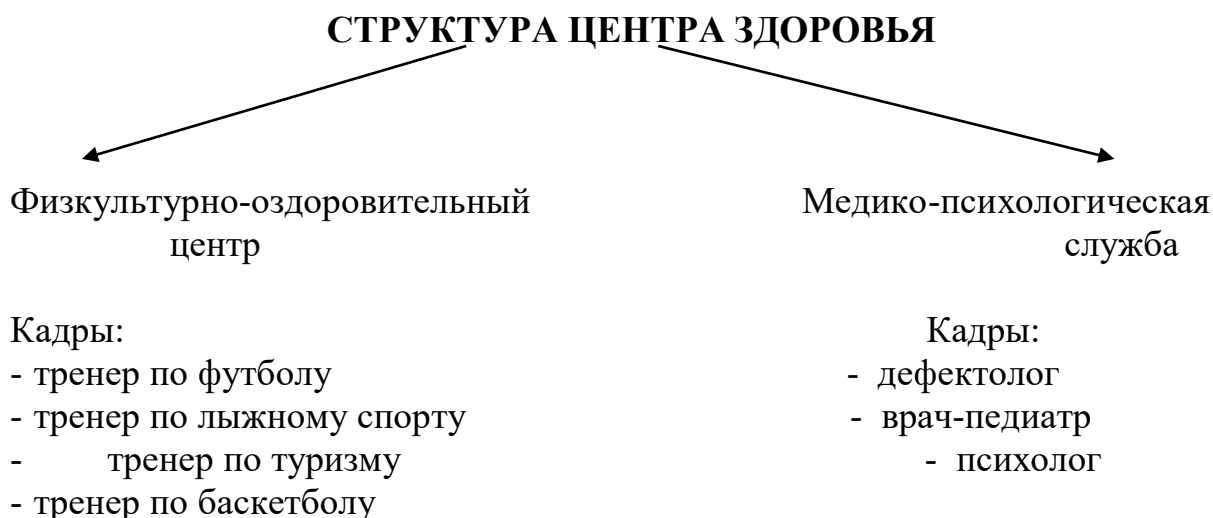 СТРУКТУРА ЦЕНТРА ЗДОРОВЬЯ
Физкультурно-оздоровительный
центр
Кадры:
- тренер по футболу
- тренер по лыжному спорту
- тренер по туризму
- тренер по баскетболу
Медико-психологическая
служба
Кадры:
- дефектолог
- врач-педиатр
- психолог